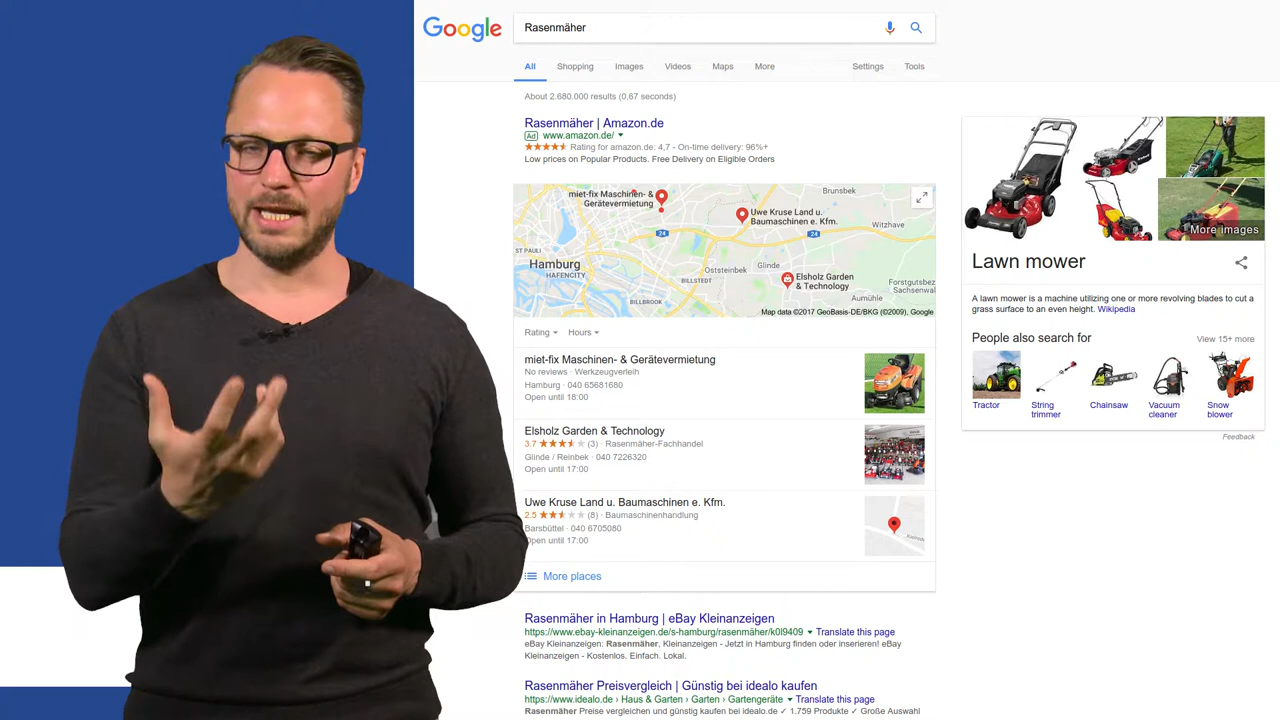 Google
Rasenmäher
All Shopping Images Videos Maps More Settings Tools
About 2.680.000 results (0,67 seconds)
Rasenmäher | Amazon.de
Ad www.amazon.de/
Rating for amazon.de: 4,7 - On-time delivery: 96%+
Low prices on Popular Products. Free Delivery on Eligible Orders
miet-fix Maschinen- &
Gerätevermietung
Brunsbek
Uwe Kruse Land u.
Baumaschinen e. Kfm.
Witzhave
24
24
ST PAULI
Hamburg
HAFENCITY
Glinde
Oststeinbek
BILLSTEDT
Elsholz Garden
& Technology
Forstgutsbez
Sachsenwal
BILLBROOK
Aumühle
Map data ©2017 GeoBasis-DE/BKG (©2009), Google
Rating Hours
miet-fix Maschinen- & Gerätevermietung
No reviews · Werkzeugverleih
Hamburg · 040 65681680
Open until 18:00
Elsholz Garden & Technology
3.7 (3) · Rasenmäher-Fachhandel
Glinde / Reinbek · 040 7226320
Open until 17:00
Uwe Kruse Land u. Baumaschinen e. Kfm.
2.5 (8) · Baumaschinenhandlung
Barsbüttel · 040 6705080
Open until 17:00
More places
Rasenmäher in Hamburg | eBay Kleinanzeigen
https://www.ebay-kleinanzeigen.de/s-hamburg/rasenmäher/k0l9409 Translate this page
eBay Kleinanzeigen: Rasenmäher, Kleinanzeigen - Jetzt in Hamburg finden oder inserieren! eBay
Kleinanzeigen - Kostenlos. Einfach. Lokal.
Rasenmäher Preisvergleich | Günstig bei idealo kaufen
https://www.idealo.de › Haus & Garten › Garten › Gartengeräte Translate this page
Rasenmäher Preise vergleichen und günstig kaufen bei idealo.de ✓ 1.759 Produkte ✓ Große Auswahl
More images
Lawn mower
A lawn mower is a machine utilizing one or more revolving blades to cut a
grass surface to an even height. Wikipedia
People also search for View 15+ more
Tractor
String
trimmer
Chainsaw
Vacuum
cleaner
Snow
blower
Feedback